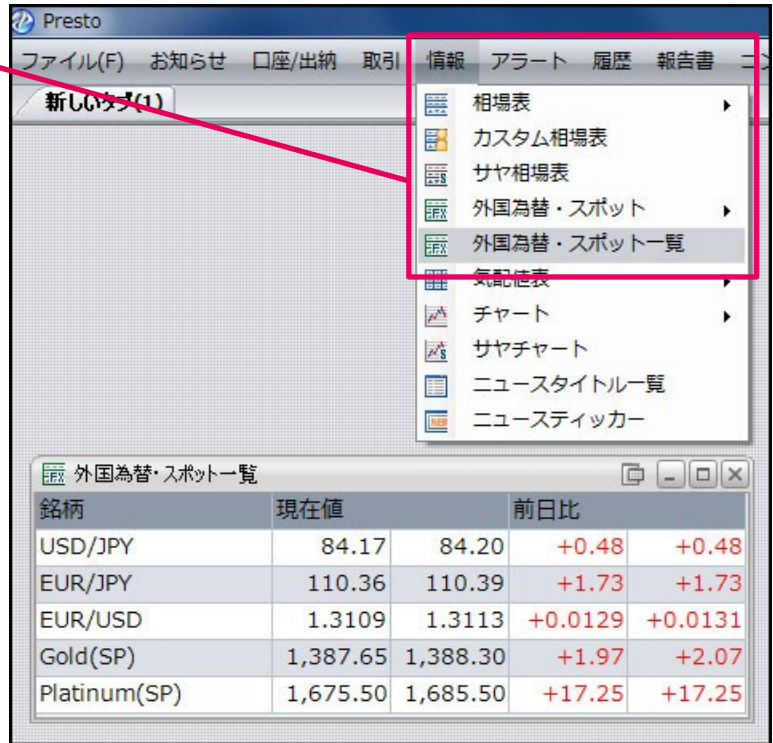 Presto
ファイル(F) お知らせ 口座/出納 取引 情報 アラート 履歴 報告書
新しいタブ(1)
相場表
カスタム相場表
サヤ相場表
外国為替・スポット
外国為替・スポット一覧
気配値表
チャート
サヤチャート
ニュースタイトル一覧
ニュースティッカー
外国為替・スポット一覧
銘柄 現在値 前日比
USD/JPY 84.17 84.20 +0.48 +0.48
EUR/JPY 110.36 110.39 +1.73 +1.73
EUR/USD 1.3109 1.3113 +0.0129 +0.0131
Gold(SP) 1,387.65 1,388.30 +1.97 +2.07
Platinum(SP) 1,675.50 1,685.50 +17.25 +17.25